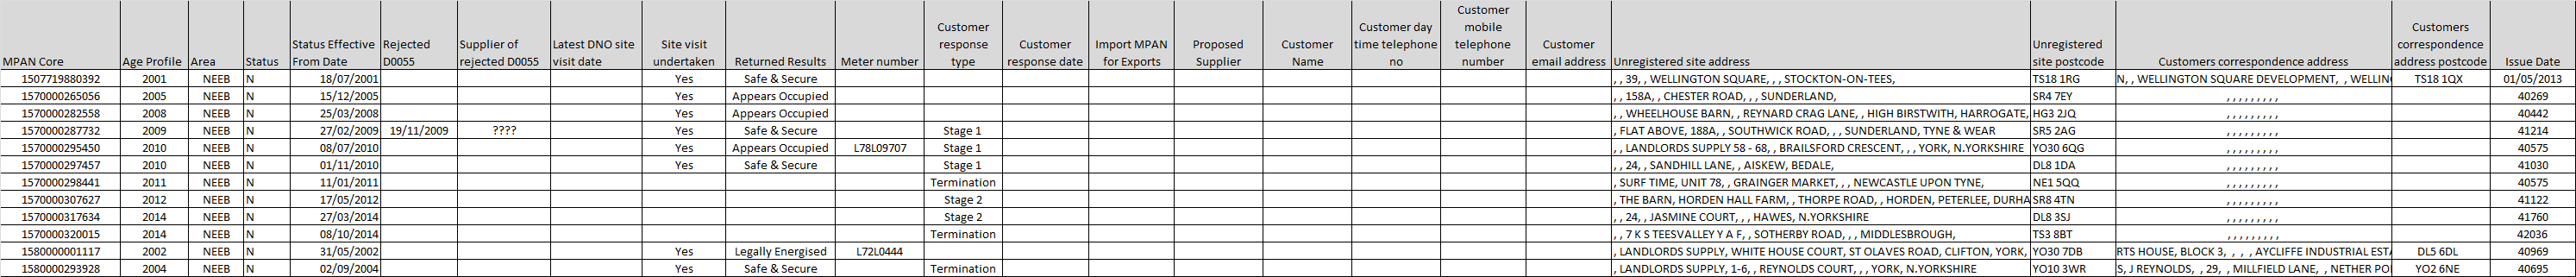 MPAN Core Age Profile Area Status Status Effective From Date Rejected D0055 Supplier of rejected D0055 Latest DNO site visit date Site visit undertaken Returned Results Meter number Customer response type Customer response date Import MPAN for Exports Proposed Supplier Customer Name Customer day time telephone no Customer mobile telephone number Customer email address Unregistered site address Unregistered site postcode Customers correspondence address Customers correspondence address postcode Issue Date
1507719880392 2001 NEEB N 18/07/2001 Yes Safe & Secure , , 39, , WELLINGTON SQUARE, , , STOCKTON-ON-TEES, TS18 1RG N, , WELLINGTON SQUARE DEVELOPMENT, , WELLIN TS18 1QX 01/05/2013
1570000265056 2005 NEEB N 15/12/2005 Yes Appears Occupied , , 158A, , CHESTER ROAD, , , SUNDERLAND, SR4 7EY , , , , , , , , , 40269
1570000282558 2008 NEEB N 25/03/2008 Yes Appears Occupied , , WHEELHOUSE BARN, , REYNARD CRAG LANE, , HIGH BIRSTWITH, HARROGATE, HG3 2JQ , , , , , , , , , 40442
1570000287732 2009 NEEB N 27/02/2009 19/11/2009 ???? Yes Safe & Secure Stage 1 , FLAT ABOVE, 188A, , SOUTHWICK ROAD, , , SUNDERLAND, TYNE & WEAR SR5 2AG , , , , , , , , , 41214
1570000295450 2010 NEEB N 08/07/2010 Yes Appears Occupied L78L09707 Stage 1 , , LANDLORDS SUPPLY 58 - 68, , BRAILSFORD CRESCENT, , , YORK, N.YORKSHIRE YO30 6QG , , , , , , , , , 40575
1570000297457 2010 NEEB N 01/11/2010 Yes Safe & Secure Stage 1 , , 24, , SANDHILL LANE, , AISKEW, BEDALE, DL8 1DA , , , , , , , , , 41030
1570000298441 2011 NEEB N 11/01/2011 Termination , SURF TIME, UNIT 78, , GRAINGER MARKET, , , NEWCASTLE UPON TYNE, NE1 5QQ , , , , , , , , , 40575
1570000307627 2012 NEEB N 17/05/2012 Stage 2 , THE BARN, HORDEN HALL FARM, , THORPE ROAD, , HORDEN, PETERLEE, DURHA SR8 4TN , , , , , , , , , 41122
1570000317634 2014 NEEB N 27/03/2014 Stage 2 , , 24, , JASMINE COURT, , , HAWES, N.YORKSHIRE DL8 3SJ , , , , , , , , , 41760
1570000320015 2014 NEEB N 08/10/2014 Termination , , 7 K S TEESVALLEY Y A F, , SOTHERBY ROAD, , , MIDDLESBROUGH, TS3 8BT , , , , , , , , , 42036
1580000001117 2002 NEEB N 31/05/2002 Yes Legally Energised L72L0444 , LANDLORDS SUPPLY, WHITE HOUSE COURT, ST OLAVES ROAD, CLIFTON, YORK, YO30 7DB RTS HOUSE, BLOCK 3, , , , AYCLIFFE INDUSTRIAL ESTA DL5 6DL 40969
1580000293928 2004 NEEB N 02/09/2004 Yes Safe & Secure Termination , LANDLORDS SUPPLY, 1-6, , REYNOLDS COURT, , , YORK, N.YORKSHIRE YO10 3WR S, J REYNOLDS, , 29, , MILLFIELD LANE, , NETHER PO YO2 6NE 40695